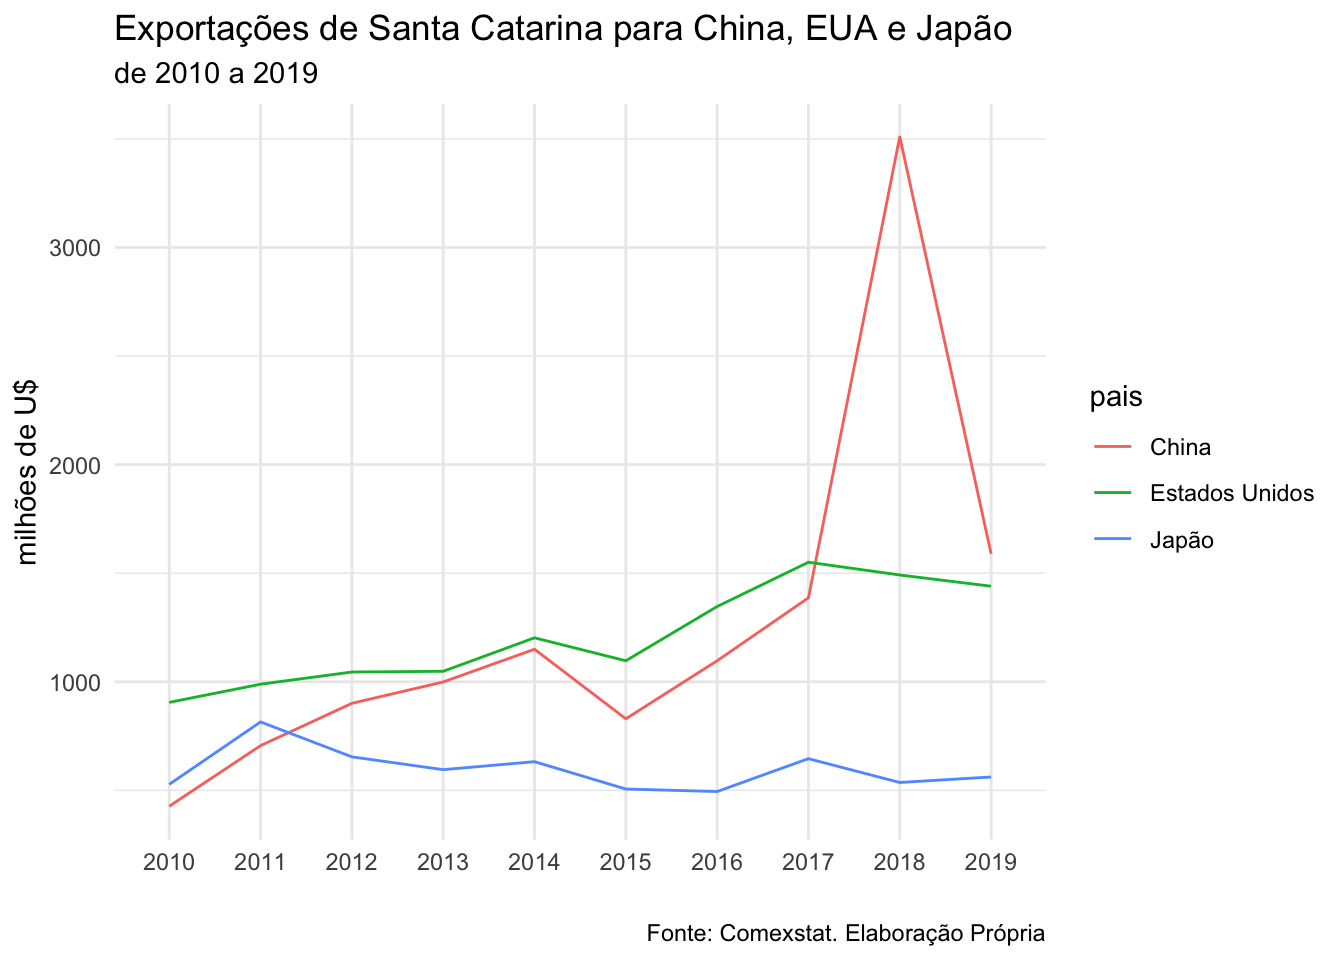 Exportações de Santa Catarina para China, EUA e Japão
de 2010 a 2019
milhões de U$
3000
2000
1000
2010 2011 2012 2013 2014 2015 2016 2017 2018 2019
pais
China
Estados Unidos
Japão
Fonte: Comexstat. Elaboração Própria